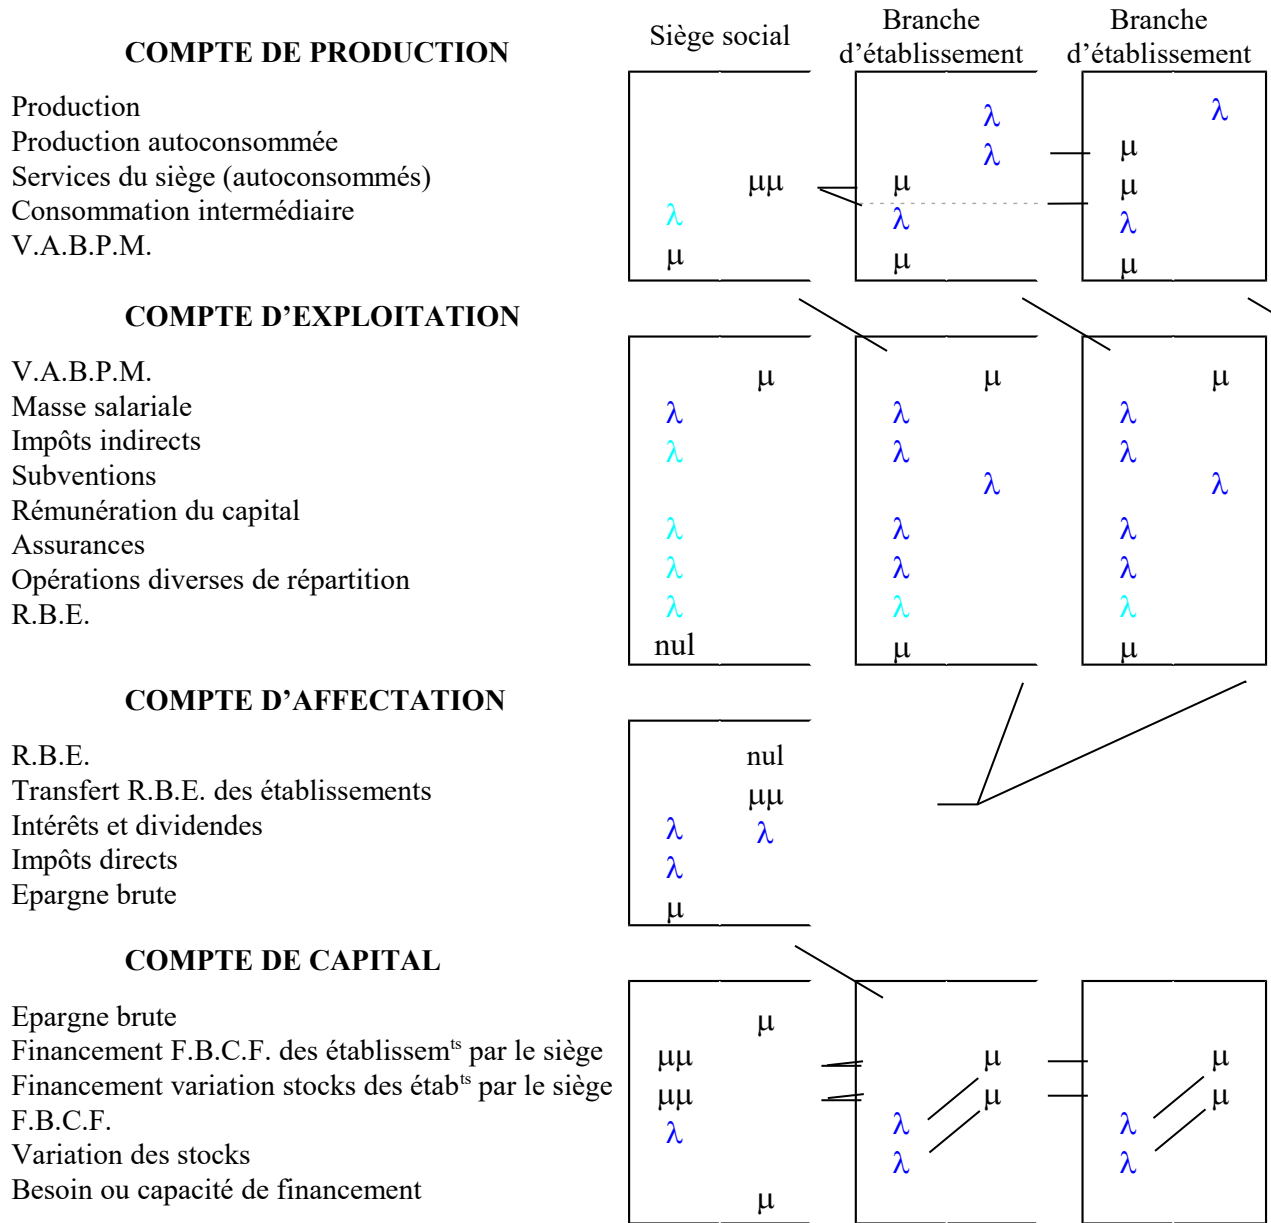 Siège social Branche d'établissement Branche d'établissement
COMPTE DE PRODUCTION
Production λ λ
Production autoconsommée λ μ
Services du siège (autoconsommés) μμ μ μ
Consommation intermédiaire λ λ λ
V.A.B.P.M. μ μ μ
COMPTE D'EXPLOITATION
V.A.B.P.M. μ μ μ
Masse salariale λ λ λ
Impôts indirects λ λ λ
Subventions λ λ
Rémunération du capital λ λ λ
Assurances λ λ λ
Opérations diverses de répartition λ λ λ
R.B.E. nul μ μ
COMPTE D'AFFECTATION
R.B.E. nul
Transfert R.B.E. des établissements μμ
Intérêts et dividendes λ λ
Impôts directs λ
Epargne brute μ
COMPTE DE CAPITAL
Epargne brute μ
Financement F.B.C.F. des établissem^ts par le siège μμ μ μ
Financement variation stocks des étab^ts par le siège μμ μ μ
F.B.C.F. λ λ λ
Variation des stocks λ λ
Besoin ou capacité de financement μ